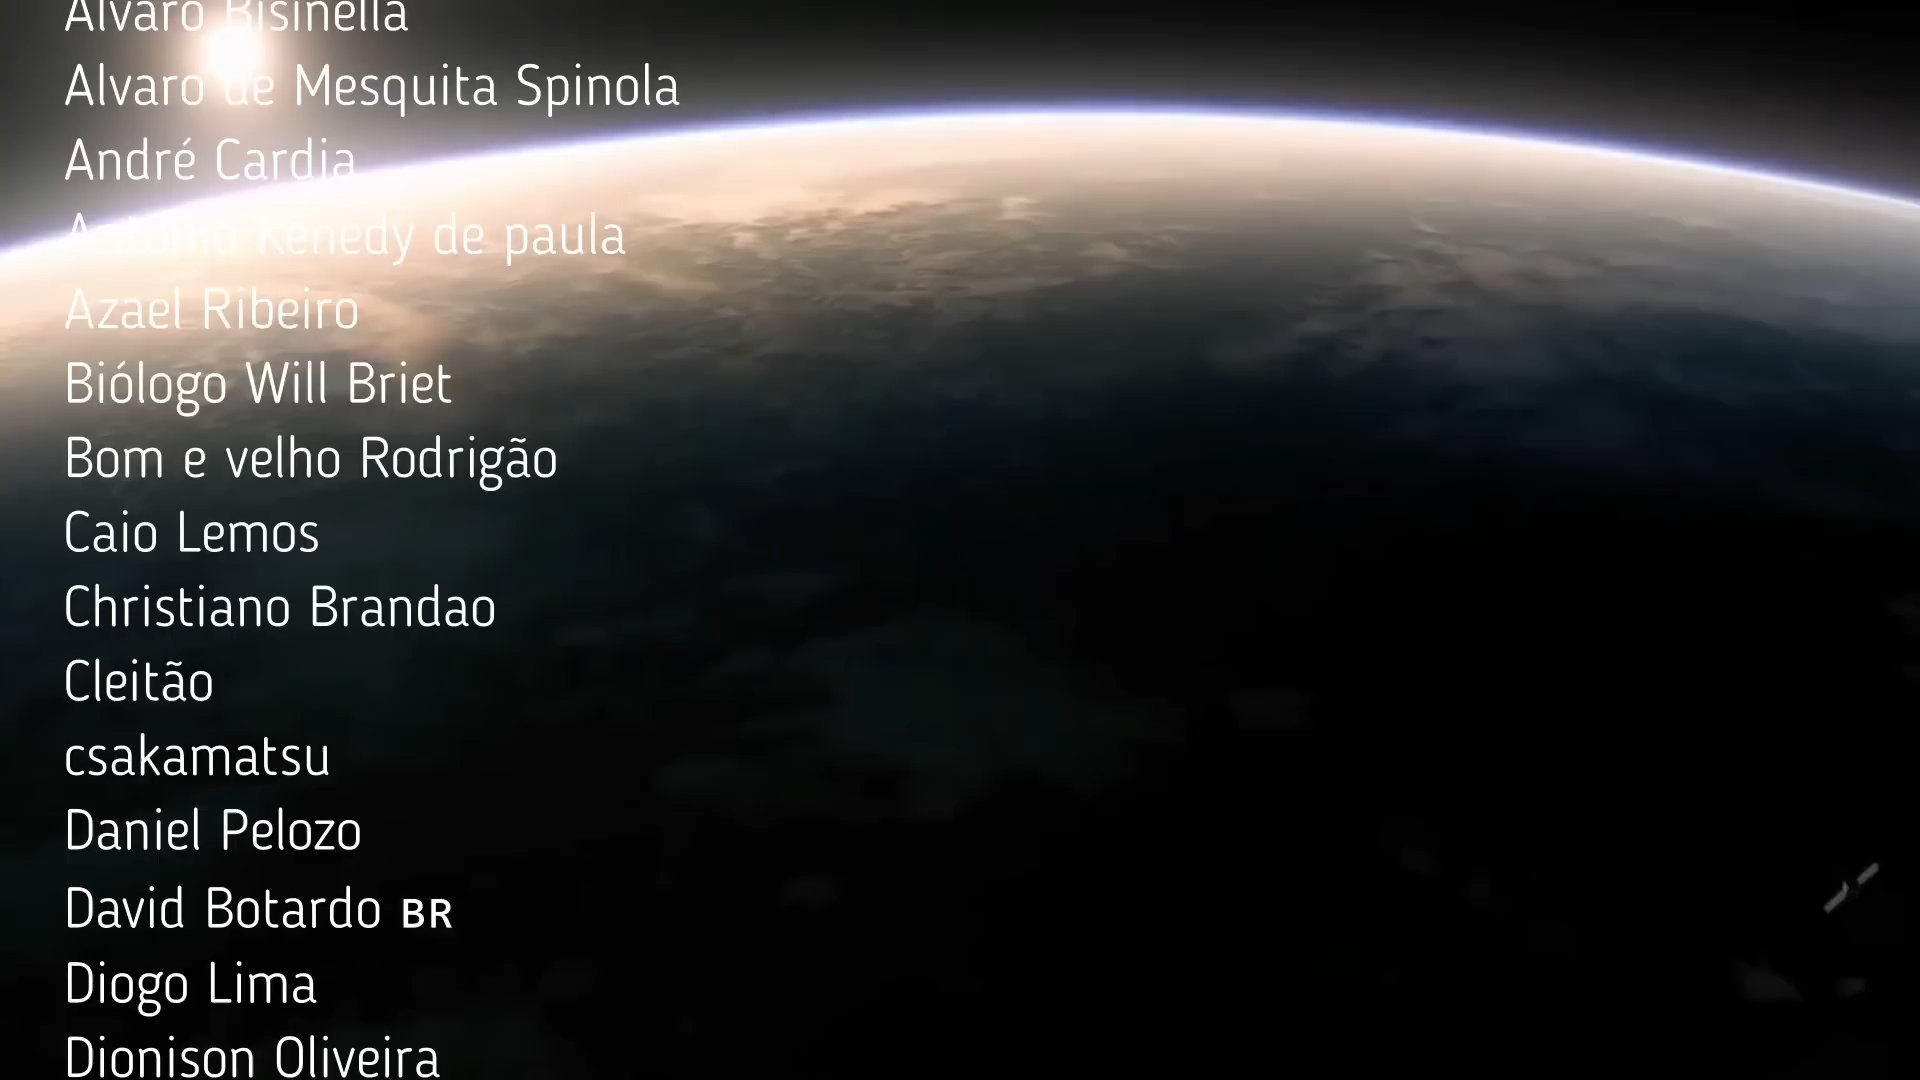 Alvaro Bisinella
Alvaro de Mesquita Spinola
André Cardia
Antônio Kenedy de paula
Azael Ribeiro
Biólogo Will Briet
Bom e velho Rodrigão
Caio Lemos
Christiano Brandao
Cleitão
csakamatsu
Daniel Pelozo
David Botardo BR
Diogo Lima
Dionison Oliveira